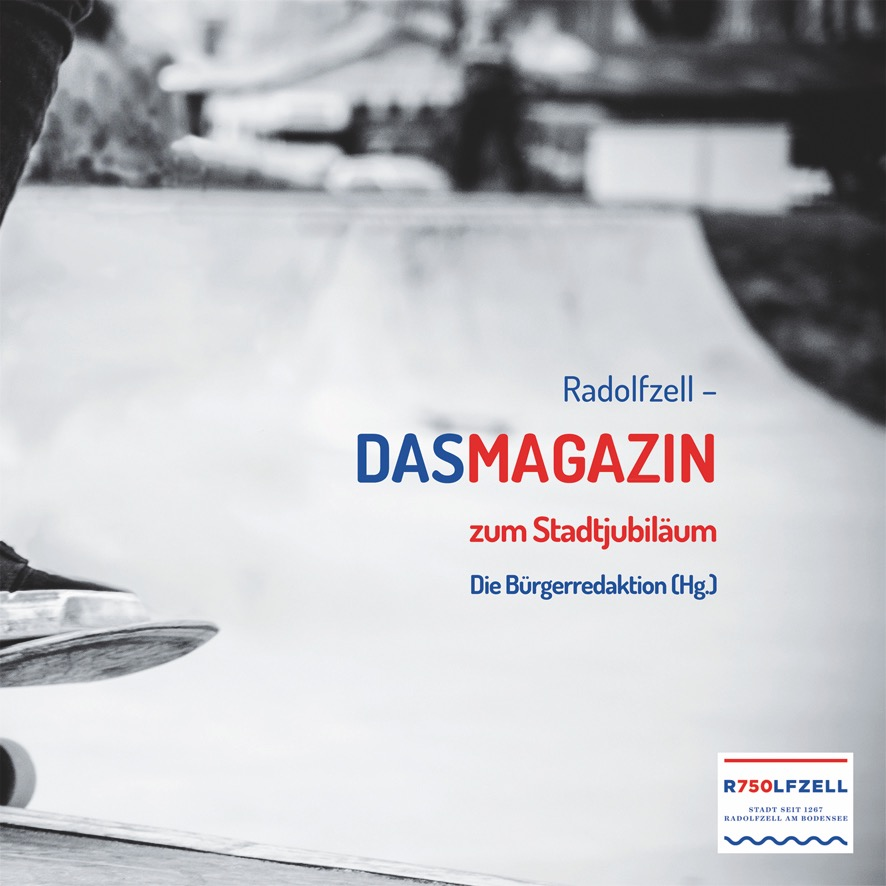 Radolfzell –
DASMAGAZIN
zum Stadtjubiläum
Die Bürgerredaktion (Hg.)
R750LFZELL
STADT SEIT 1267
RADOLFZELL AM BODENSEE